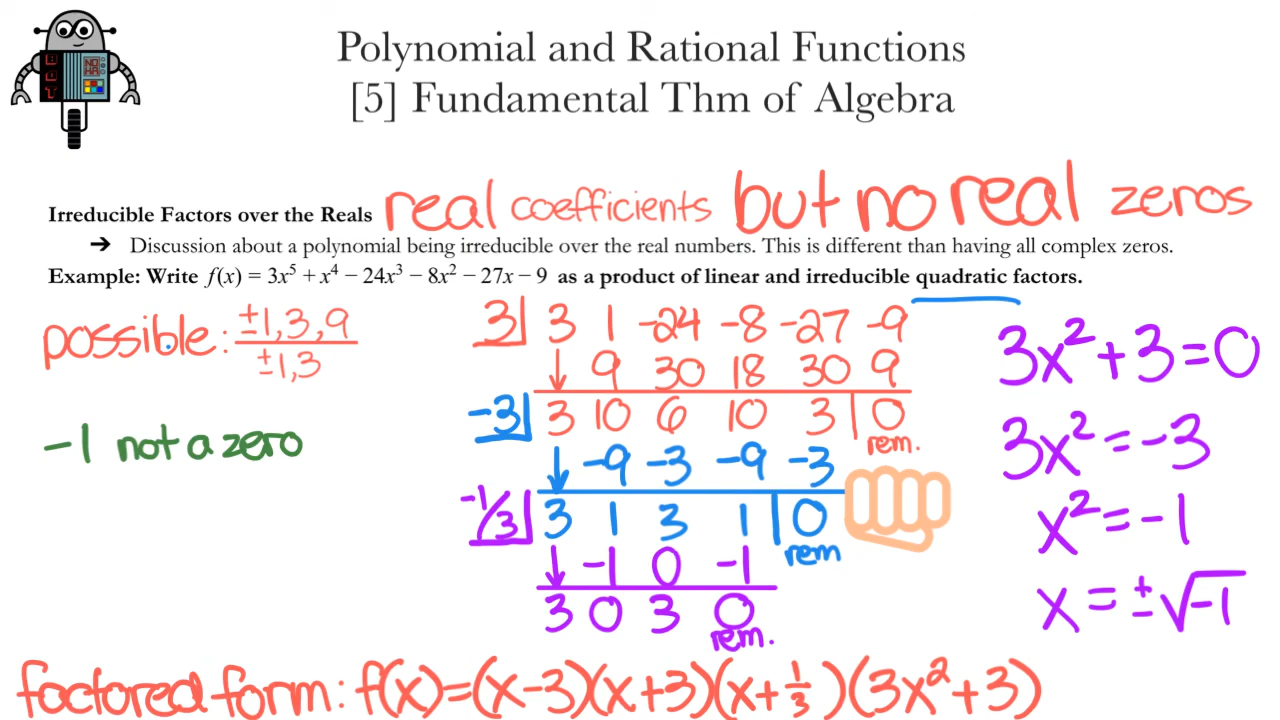 Polynomial and Rational Functions
[5] Fundamental Thm of Algebra
BOT
NO
MA
Irreducible Factors over the Reals real coefficients but no real zeros
➔ Discussion about a polynomial being irreducible over the real numbers. This is different than having all complex zeros.
Example: Write f(x) = 3x⁵ + x⁴ − 24x³ − 8x² − 27x − 9 as a product of linear and irreducible quadratic factors.
possible: ±1,3,9
±1,3
-1 not a zero
3| 3 1 -24 -8 -27 -9
↓ 9 30 18 30 9
-3| 3 10 6 10 3 | 0
rem.
↓ -9 -3 -9 -3
-1/3| 3 1 3 1 | 0
rem
↓ -1 0 -1
3 0 3 0
rem.
3x² + 3 = 0
3x² = -3
x² = -1
x = ±√-1
factored form: f(x)=(x-3)(x+3)(x+1/3)(3x²+3)